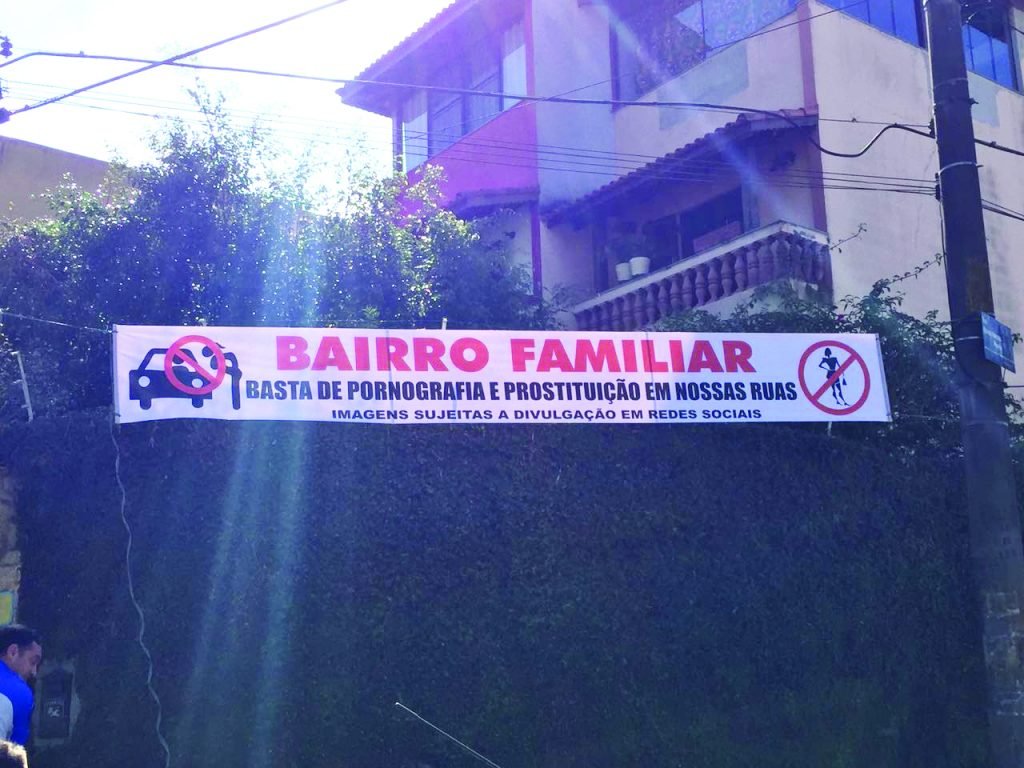 BAIRRO FAMILIAR
BASTA DE PORNOGRAFIA E PROSTITUIÇÃO EM NOSSAS RUAS
IMAGENS SUJEITAS A DIVULGAÇÃO EM REDES SOCIAIS